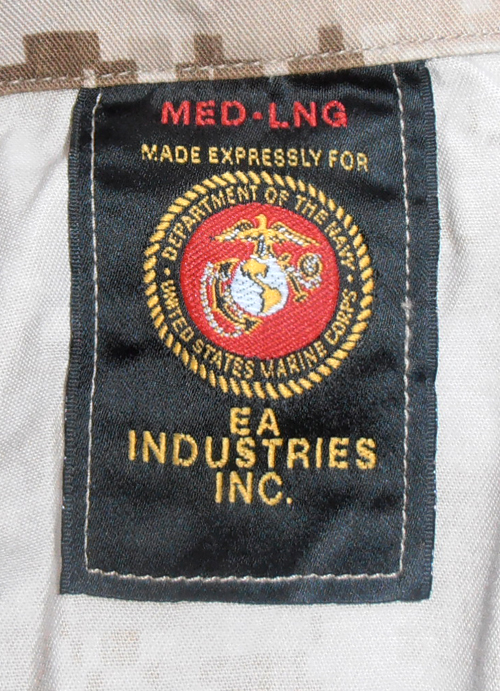 MED-LNG
MADE EXPRESSLY FOR
DEPARTMENT OF THE NAVY
UNITED STATES MARINE CORPS
EA
INDUSTRIES
INC.